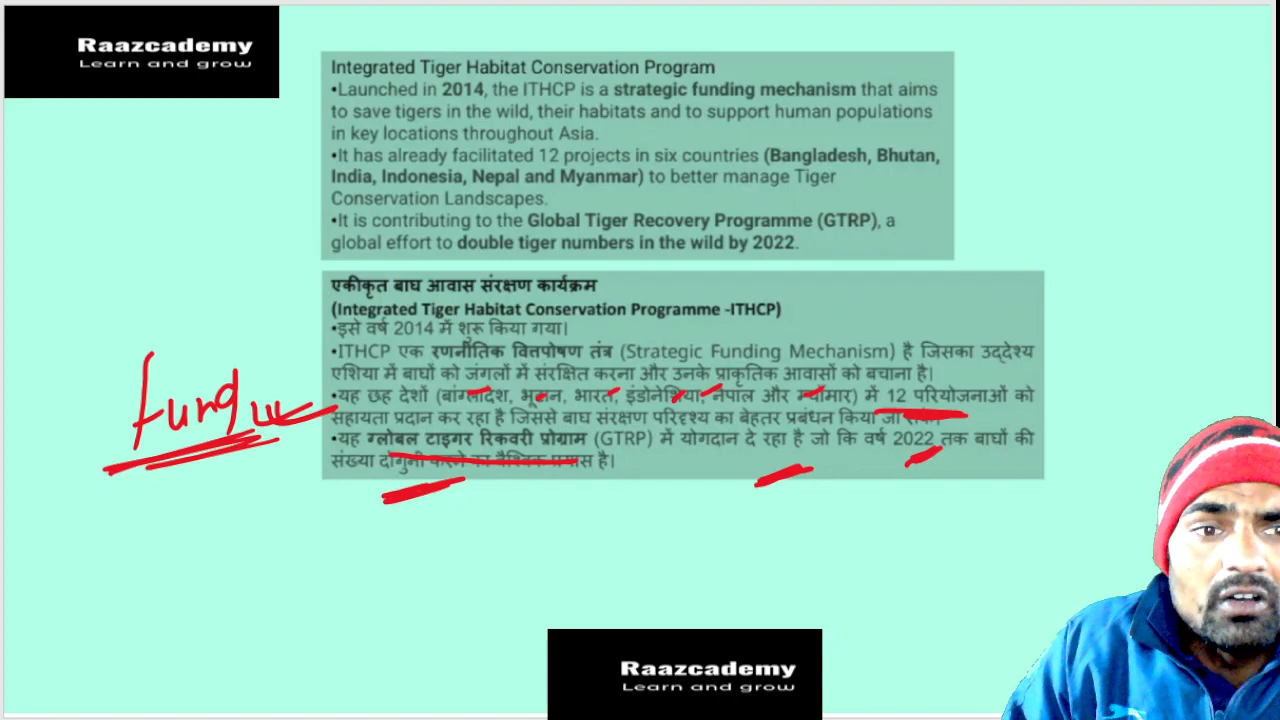 Raazcademy
Learn and grow
Integrated Tiger Habitat Conservation Program
•Launched in 2014, the ITHCP is a strategic funding mechanism that aims
to save tigers in the wild, their habitats and to support human populations
in key locations throughout Asia.
•It has already facilitated 12 projects in six countries (Bangladesh, Bhutan,
India, Indonesia, Nepal and Myanmar) to better manage Tiger
Conservation Landscapes.
•It is contributing to the Global Tiger Recovery Programme (GTRP), a
global effort to double tiger numbers in the wild by 2022.
एकीकृत बाघ आवास संरक्षण कार्यक्रम
(Integrated Tiger Habitat Conservation Programme -ITHCP)
•इसे वर्ष 2014 में शुरू किया गया।
•ITHCP एक रणनीतिक वित्तपोषण तंत्र (Strategic Funding Mechanism) है जिसका उद्देश्य
एशिया में बाघों को जंगलों में संरक्षित करना और उनके प्राकृतिक आवासों को बचाना है।
•यह छह देशों (बांग्लादेश, भूटान, भारत, इंडोनेशिया, नेपाल और म्याँमार) में 12 परियोजनाओं को
सहायता प्रदान कर रहा है जिससे बाघ संरक्षण परिदृश्य का बेहतर प्रबंधन किया जा सके।
•यह ग्लोबल टाइगर रिकवरी प्रोग्राम (GTRP) में योगदान दे रहा है जो कि वर्ष 2022 तक बाघों की
संख्या दोगुनी करने का वैश्विक प्रयास है।
Raazcademy
Learn and grow